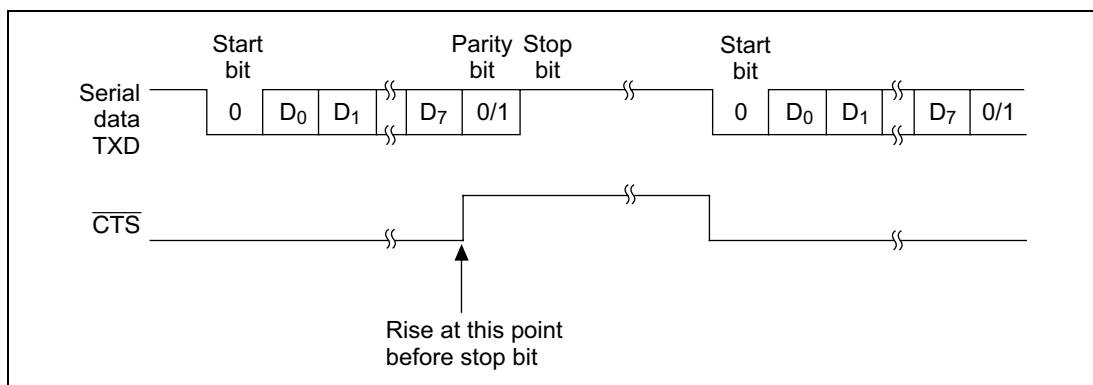 Start bit
Parity bit
Stop bit
Start bit
Serial data TXD
0 D0 D1 D7 0/1 0 D0 D1 D7 0/1
CTS
Rise at this point
before stop bit